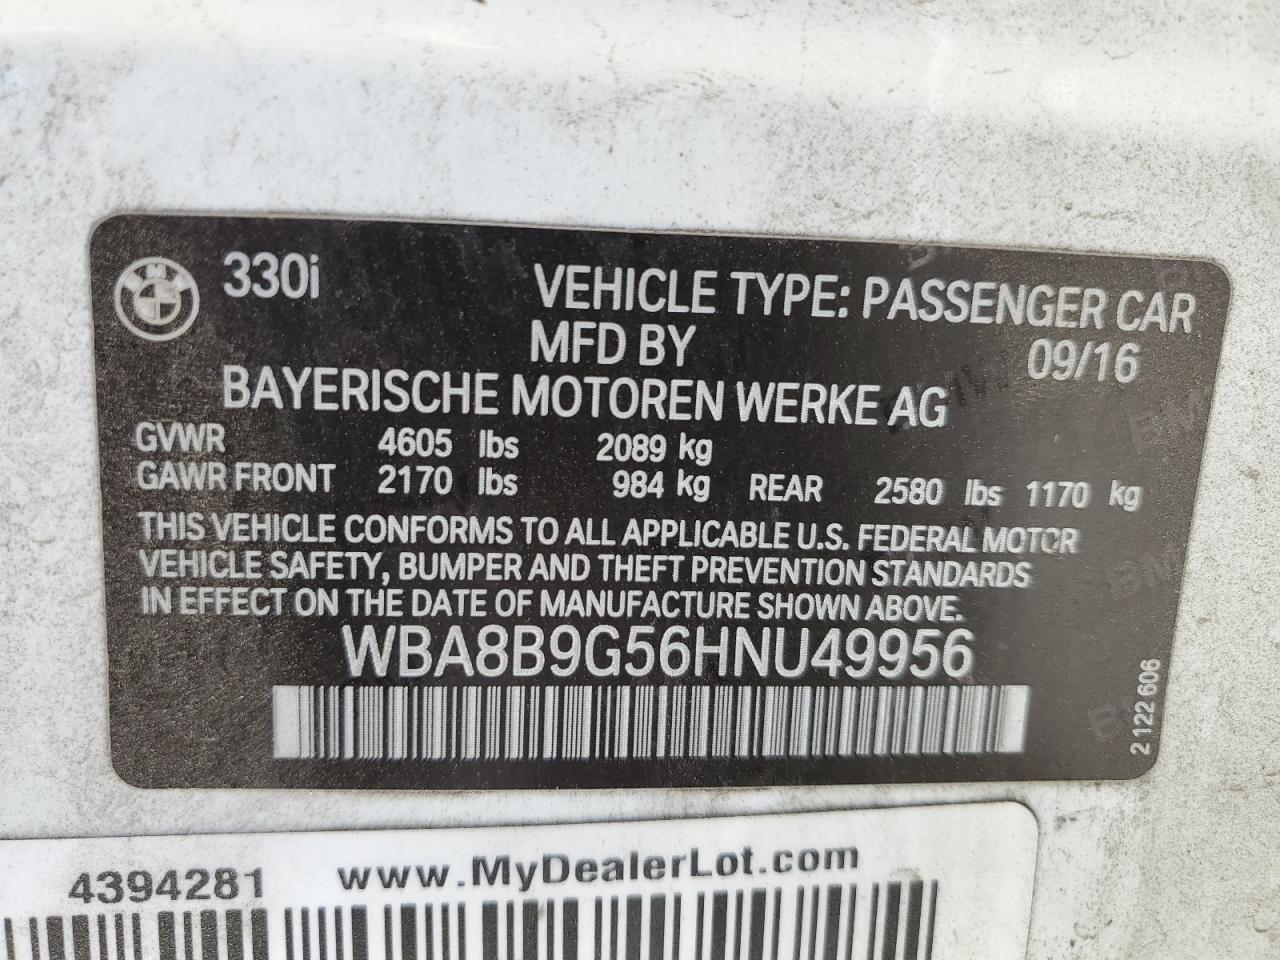 BMW
330i
VEHICLE TYPE: PASSENGER CAR
MFD BY 09/16
BAYERISCHE MOTOREN WERKE AG
GVWR 4605 lbs 2089 kg
GAWR FRONT 2170 lbs 984 kg REAR 2580 lbs 1170 kg
THIS VEHICLE CONFORMS TO ALL APPLICABLE U.S. FEDERAL MOTOR
VEHICLE SAFETY, BUMPER AND THEFT PREVENTION STANDARDS
IN EFFECT ON THE DATE OF MANUFACTURE SHOWN ABOVE.
WBA8B9G56HNU49956
2 122 606
4394281 www.MyDealerLot.com